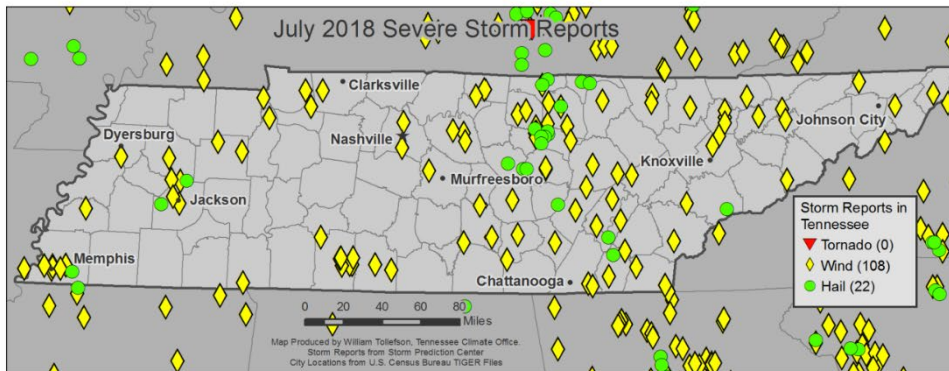 July 2018 Severe Storm Reports
Clarksville
Dyersburg
Nashville
Johnson City
Knoxville
Murfreesboro
Jackson
Storm Reports in
Tennessee
Tornado (0)
Wind (108)
Hail (22)
Memphis
Chattanooga
0 20 40 60 80
Miles
Map Produced by William Tollefson, Tennessee Climate Office.
Storm Reports from Storm Prediction Center
City Locations from U.S. Census Bureau TIGER Files